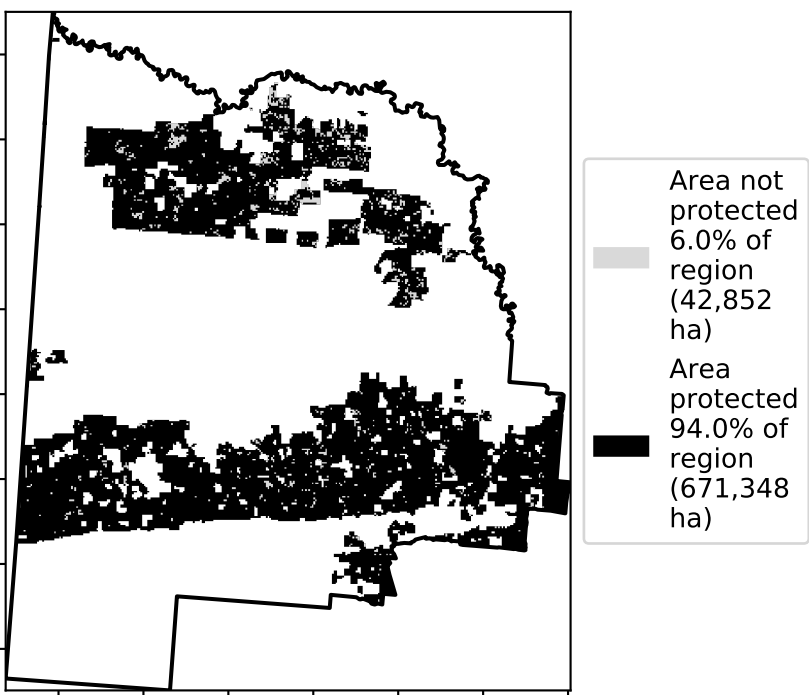 Area not
protected
6.0% of
region
(42,852
ha)
Area
protected
94.0% of
region
(671,348
ha)